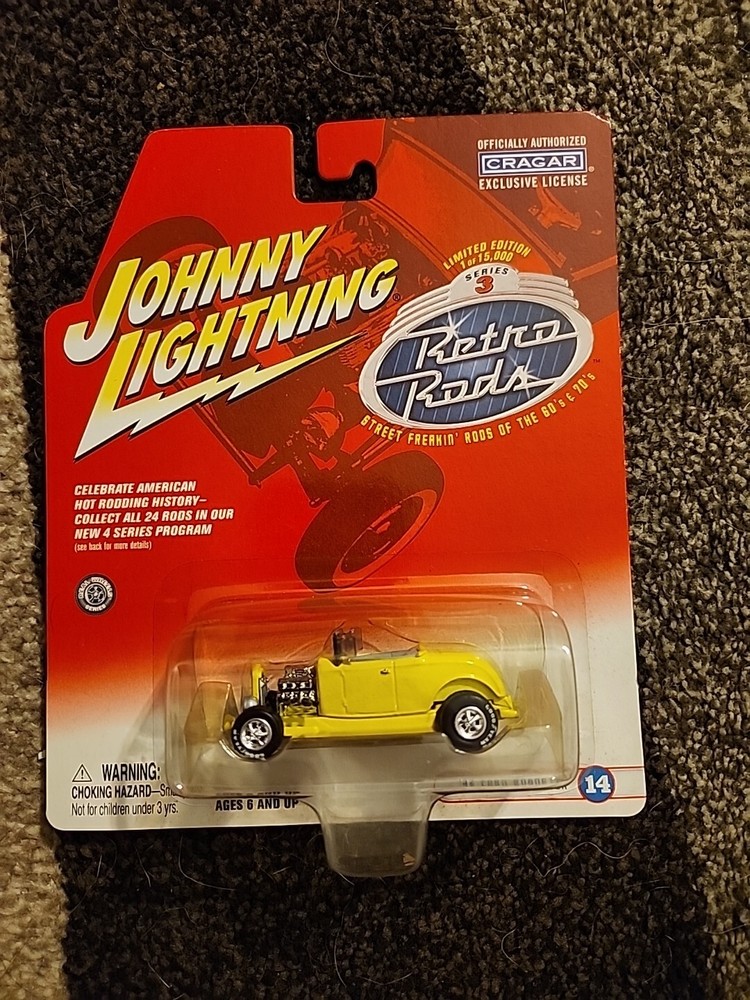 OFFICIALLY AUTHORIZED
CRAGAR®
EXCLUSIVE LICENSE
JOHNNY
LIGHTNING®
LIMITED EDITION
1 OF 15,000
SERIES
3
Retro
Rods
™
STREET FREAKIN' RODS OF THE 60's & 70's
CELEBRATE AMERICAN
HOT RODDING HISTORY–
COLLECT ALL 24 RODS IN OUR
NEW 4 SERIES PROGRAM
(see back for more details)
SERIES
⚠ WARNING:
CHOKING HAZARD—
Not for children under 3 yrs.
AGES 6 AND UP
FORD
14